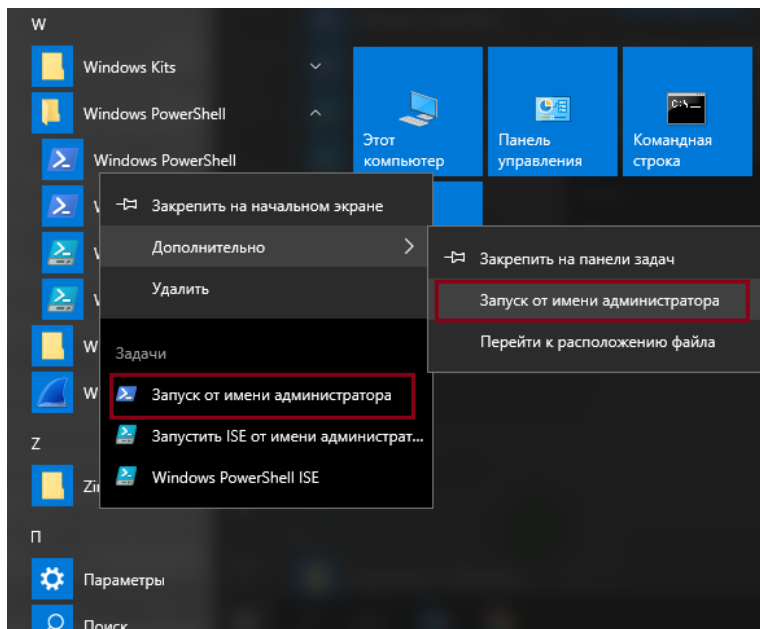 W
Windows Kits
Windows PowerShell
Windows PowerShell
Этот
компьютер
Панель
управления
C:\_
Командная
строка
Закрепить на начальном экране
Дополнительно
Удалить
Закрепить на панели задач
Запуск от имени администратора
Перейти к расположению файла
W
W
Задачи
Запуск от имени администратора
Запустить ISE от имени администрат...
Windows PowerShell ISE
Z
Zi
П
Параметры
Поиск